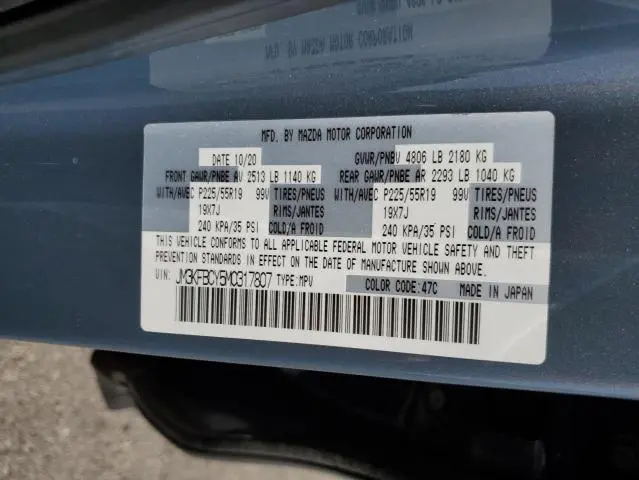 MFD. BY MAZDA MOTOR CORPORATION
DATE 10/20 GVWR/PNBV 4806 LB 2180 KG
FRONT GAWR/PNBE AV 2513 LB 1140 KG REAR GAWR/PNBE AR 2293 LB 1040 KG
WITH/AVEC P225/55R19 99V TIRES/PNEUS WITH/AVEC P225/55R19 99V TIRES/PNEUS
19X7J RIMS/JANTES 19X7J RIMS/JANTES
240 KPA/35 PSI COLD/A FROID 240 KPA/35 PSI COLD/A FROID
THIS VEHICLE CONFORMS TO ALL APPLICABLE FEDERAL MOTOR VEHICLE SAFETY AND THEFT
PREVENTION STANDARDS IN EFFECT ON THE DATE OF MANUFACTURE SHOWN ABOVE.
VIN: JM3KFBCY5M0317807 TYPE:MPV COLOR CODE:47C MADE IN JAPAN